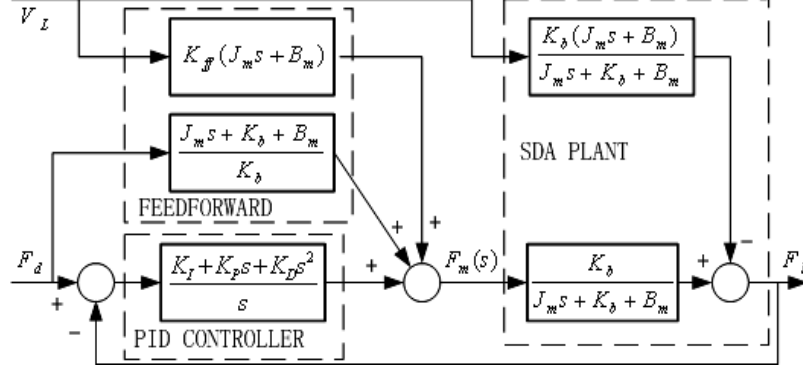 V_L
K_ff (J_m s + B_m)
K_b (J_m s + B_m)
J_m s + K_b + B_m
J_m s + K_b + B_m
K_b
SDA PLANT
FEEDFORWARD
+
+
−
F_d
K_I + K_P s + K_D s^2
s
+
F_m(s)
K_b
J_m s + K_b + B_m
+
+
−
PID CONTROLLER